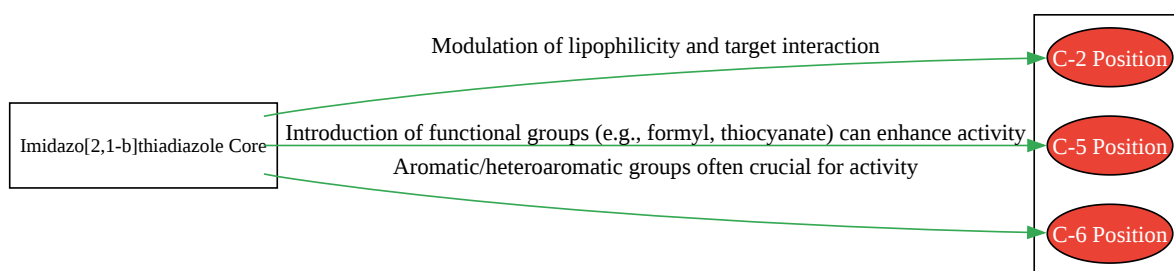 Modulation of lipophilicity and target interaction
C-2 Position
Imidazo[2,1-b]thiadiazole Core
Introduction of functional groups (e.g., formyl, thiocyanate) can enhance activity
C-5 Position
Aromatic/heteroaromatic groups often crucial for activity
C-6 Position